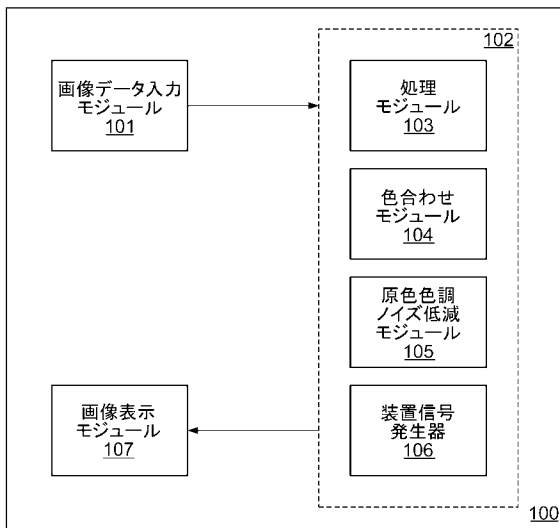 102
画像データ入力
モジュール
101
処理
モジュール
103
色合わせ
モジュール
104
原色色調
ノイズ低減
モジュール
105
画像表示
モジュール
107
装置信号
発生器
106
100